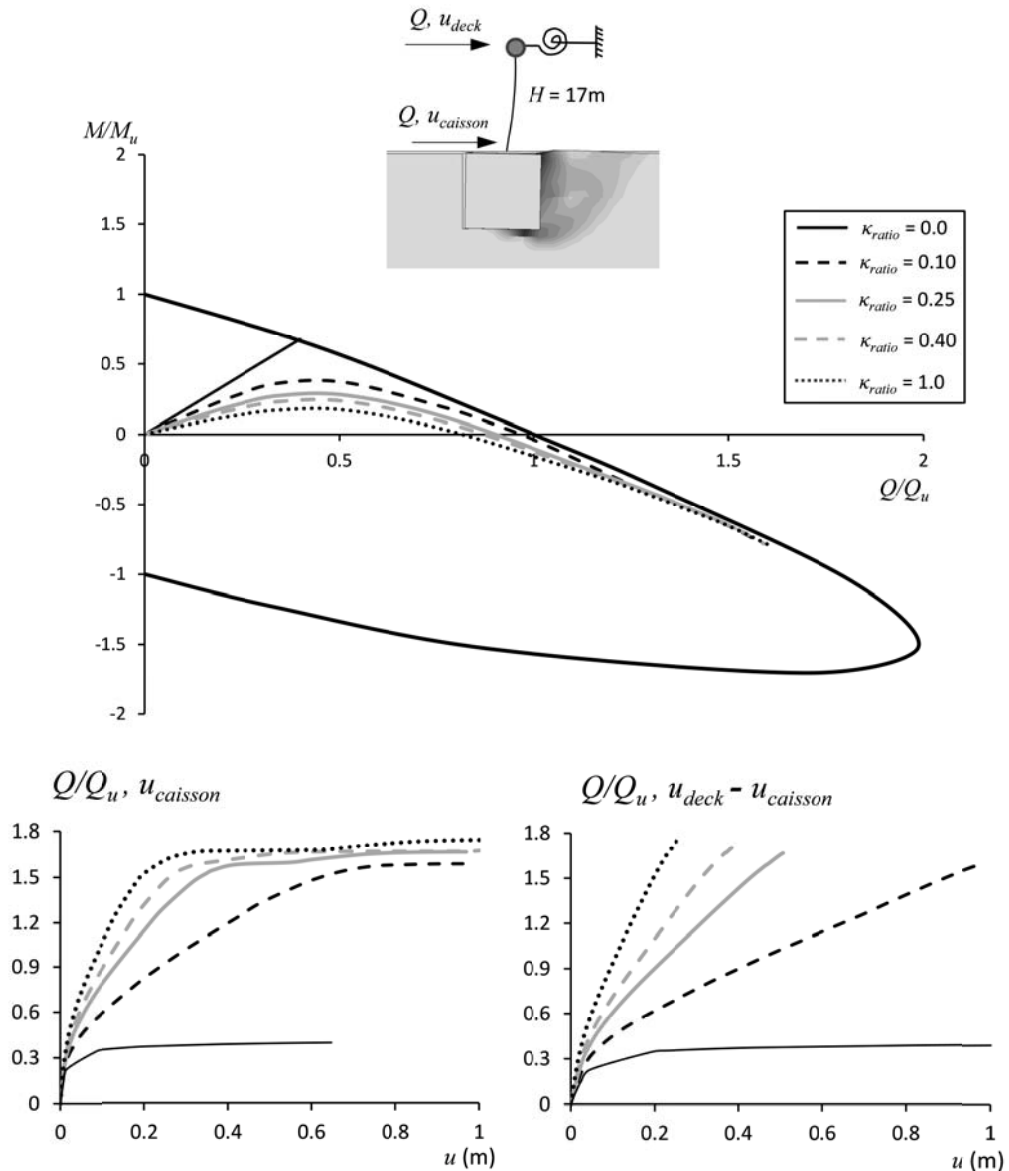 Q, u_deck
H = 17m
Q, u_caisson
M/M_u
2
1.5
1
0.5
0
-0.5
-1
-1.5
-2
0
0.5
1
1.5
2
Q/Q_u
κ_ratio = 0.0
κ_ratio = 0.10
κ_ratio = 0.25
κ_ratio = 0.40
κ_ratio = 1.0
Q/Q_u, u_caisson
1.8
1.5
1.2
0.9
0.6
0.3
0
0
0.2
0.4
0.6
0.8
1
u (m)
Q/Q_u, u_deck - u_caisson
1.8
1.5
1.2
0.9
0.6
0.3
0
0
0.2
0.4
0.6
0.8
1
u (m)